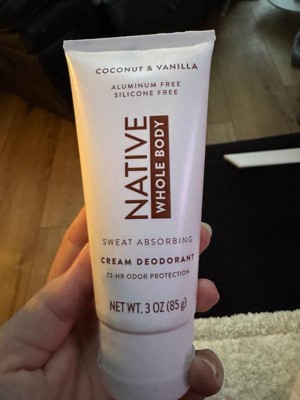 COCONUT & VANILLA
ALUMINUM FREE
SILICONE FREE
NATIVE
WHOLE BODY
SWEAT ABSORBING
CREAM DEODORANT
72-HR ODOR PROTECTION
NET WT. 3 OZ (85g)